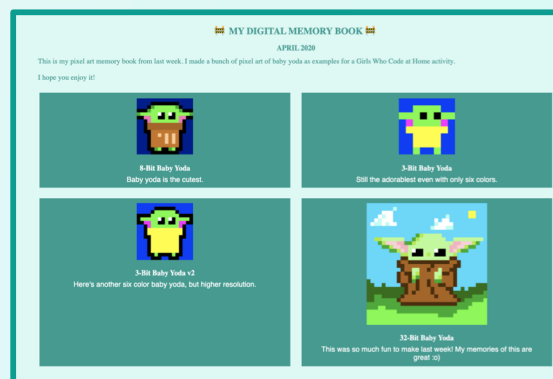 🚧 MY DIGITAL MEMORY BOOK 🚧
APRIL 2020
This is my pixel art memory book from last week. I made a bunch of pixel art of baby yoda as examples for a Girls Who Code at Home activity.
I hope you enjoy it!
8-Bit Baby Yoda
Baby yoda is the cutest.
3-Bit Baby Yoda
Still the adorablest even with only six colors.
3-Bit Baby Yoda v2
Here's another six color baby yoda, but higher resolution.
32-Bit Baby Yoda
This was so much fun to make last week! My memories of this are
great :o)